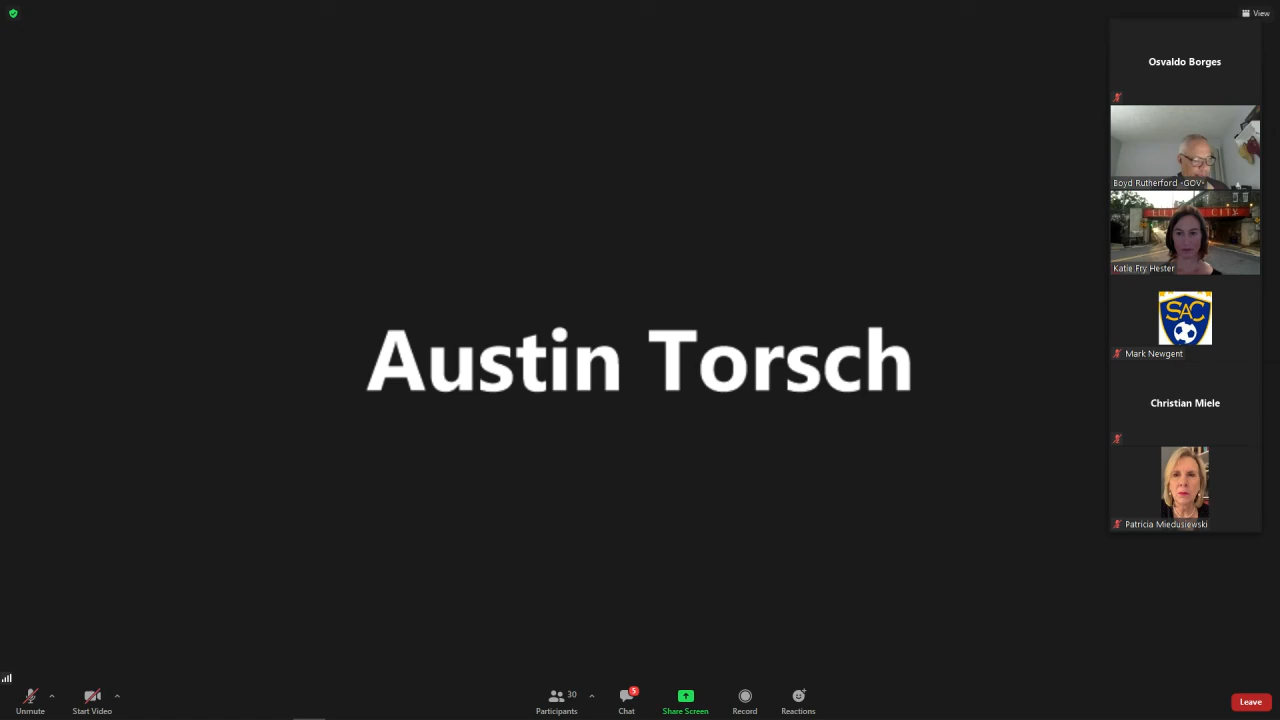 View
Osvaldo Borges
Boyd Rutherford -GOV-
Katie Fry Hester
SAC
Mark Newgent
Christian Miele
Patricia Miedusiewski
Austin Torsch
Unmute
Start Video
30
Participants
5
Chat
Share Screen
Record
Reactions
Leave